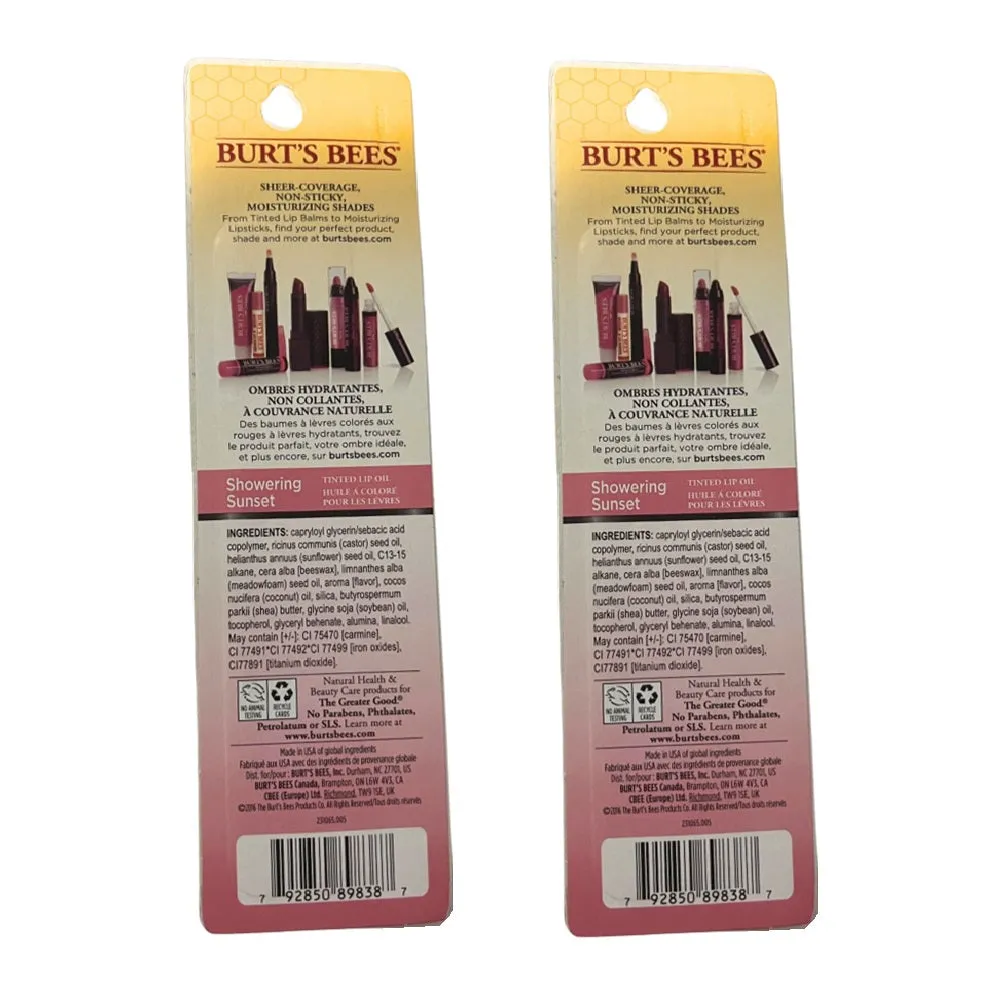 BURT'S BEES®
SHEER-COVERAGE,
NON-STICKY,
MOISTURIZING SHADES
From Tinted Lip Balms to Moisturizing
Lipsticks, find your perfect product,
shade and more at burtsbees.com
BURT'S BEES
BURT'S BEES
OMBRES HYDRATANTES,
NON COLLANTES,
À COUVRANCE NATURELLE
Des baumes à lèvres colorés aux
rouges à lèvres hydratants, trouvez
le produit parfait, votre ombre idéale,
et plus encore, sur burtsbees.com
Showering
Sunset
TINTED LIP OIL
HUILE À COLORÉ
POUR LES LÈVRES
INGREDIENTS: capryloyl glycerin/sebacic acid
copolymer, ricinus communis (castor) seed oil,
helianthus annuus (sunflower) seed oil, C13-15
alkane, cera alba [beeswax], limnanthes alba
(meadowfoam) seed oil, aroma [flavor], cocos
nucifera (coconut) oil, silica, butyrospermum
parkii (shea) butter, glycine soja (soybean) oil,
tocopherol, glyceryl behenate, alumina, linalool.
May contain [+/-]: CI 75470 [carmine],
CI 77491*CI 77492*CI 77499 [iron oxides],
CI77891 [titanium dioxide].
NO ANIMAL
TESTING
RECYCLE
CARDS
Natural Health &
Beauty Care products for
The Greater Good.®
No Parabens, Phthalates,
Petrolatum or SLS. Learn more at
www.burtsbees.com
Made in USA of global ingredients
Fabriqué aux USA avec des ingrédients de provenance globale
Dist. for/pour : BURT'S BEES, Inc. Durham, NC 27701, US
BURT'S BEES Canada, Brampton, ON L6W 4V3, CA
CBEE (Europe) Ltd. Richmond, TW9 1SE, UK
©2016 The Burt's Bees Products Co. All Rights Reserved/Tous droits réservés
231065.005
7 92850 89838 7
BURT'S BEES®
SHEER-COVERAGE,
NON-STICKY,
MOISTURIZING SHADES
From Tinted Lip Balms to Moisturizing
Lipsticks, find your perfect product,
shade and more at burtsbees.com
BURT'S BEES
BURT'S BEES
OMBRES HYDRATANTES,
NON COLLANTES,
À COUVRANCE NATURELLE
Des baumes à lèvres colorés aux
rouges à lèvres hydratants, trouvez
le produit parfait, votre ombre idéale,
et plus encore, sur burtsbees.com
Showering
Sunset
TINTED LIP OIL
HUILE À COLORÉ
POUR LES LÈVRES
INGREDIENTS: capryloyl glycerin/sebacic acid
copolymer, ricinus communis (castor) seed oil,
helianthus annuus (sunflower) seed oil, C13-15
alkane, cera alba [beeswax], limnanthes alba
(meadowfoam) seed oil, aroma [flavor], cocos
nucifera (coconut) oil, silica, butyrospermum
parkii (shea) butter, glycine soja (soybean) oil,
tocopherol, glyceryl behenate, alumina, linalool.
May contain [+/-]: CI 75470 [carmine],
CI 77491*CI 77492*CI 77499 [iron oxides],
CI77891 [titanium dioxide].
NO ANIMAL
TESTING
RECYCLE
CARDS
Natural Health &
Beauty Care products for
The Greater Good.®
No Parabens, Phthalates,
Petrolatum or SLS. Learn more at
www.burtsbees.com
Made in USA of global ingredients
Fabriqué aux USA avec des ingrédients de provenance globale
Dist. for/pour : BURT'S BEES, Inc. Durham, NC 27701, US
BURT'S BEES Canada, Brampton, ON L6W 4V3, CA
CBEE (Europe) Ltd. Richmond, TW9 1SE, UK
©2016 The Burt's Bees Products Co. All Rights Reserved/Tous droits réservés
231065.005
7 92850 89838 7